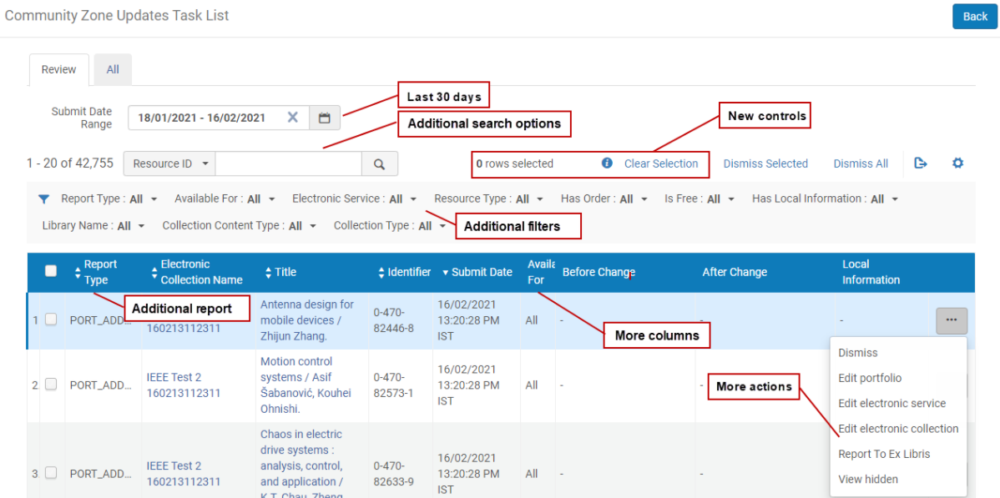 Community Zone Updates Task List
Back
Review
All
Submit Date
Range
18/01/2021 - 16/02/2021
Last 30 days
Additional search options
New controls
1 - 20 of 42,755
Resource ID
0 rows selected
Clear Selection
Dismiss Selected
Dismiss All
Report Type : All
Available For : All
Electronic Service : All
Resource Type : All
Has Order : All
Is Free : All
Has Local Information : All
Library Name : All
Collection Content Type : All
Collection Type : All
Additional filters
Report
Type
Electronic
Collection Name
Title
Identifier
Submit Date
Availa
For
Before Change
After Change
Local
Information
Additional report
More columns
1
PORT_ADD...
160213112311
Antenna design for
mobile devices /
Zhijun Zhang.
0-470-
82446-8
16/02/2021
13:20:28 PM
IST
All
-
-
-
...
2
PORT_ADD...
IEEE Test 2
160213112311
Motion control
systems / Asif
Šabanović, Kouhei
Ohnishi.
0-470-
82573-1
16/02/2021
13:20:28 PM
IST
All
-
-
More actions
Dismiss
Edit portfolio
Edit electronic service
Edit electronic collection
Report To Ex Libris
View hidden
3
PORT_ADD...
IEEE Test 2
160213112311
Chaos in electric
drive systems :
analysis, control,
and application /
K.T. Chau, Zheng
0-470-
82633-9
16/02/2021
13:20:28 PM
IST
All
-
-